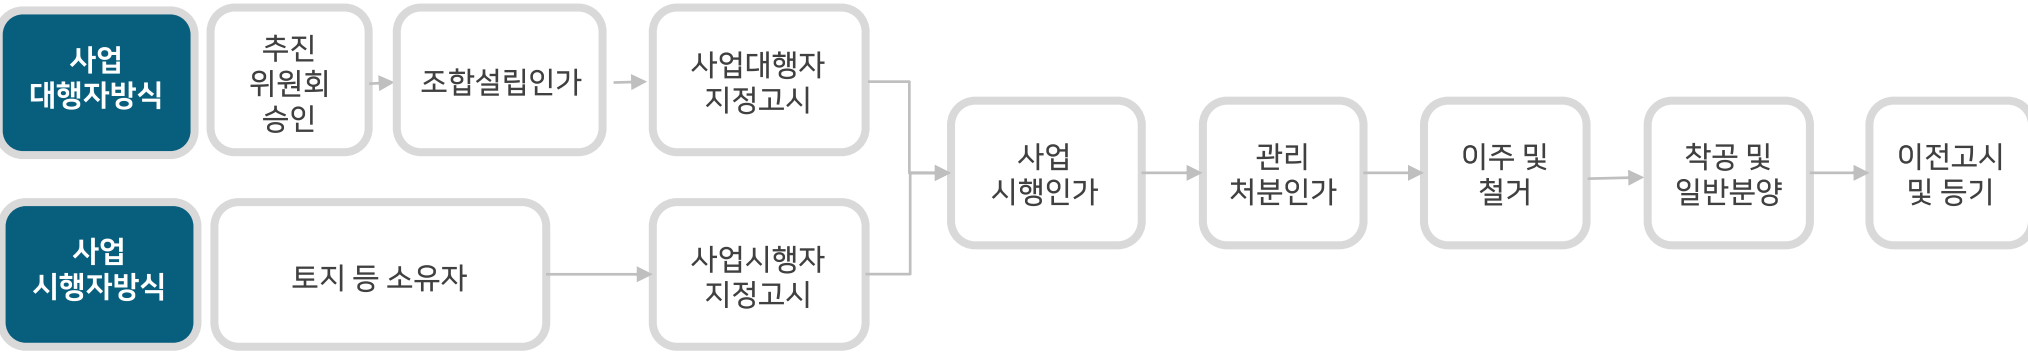 사업
대행자방식
추진
위원회
승인
조합설립인가
사업대행자
지정고시
사업
시행자방식
토지 등 소유자
사업시행자
지정고시
사업
시행인가
관리
처분인가
이주 및
철거
착공 및
일반분양
이전고시
및 등기